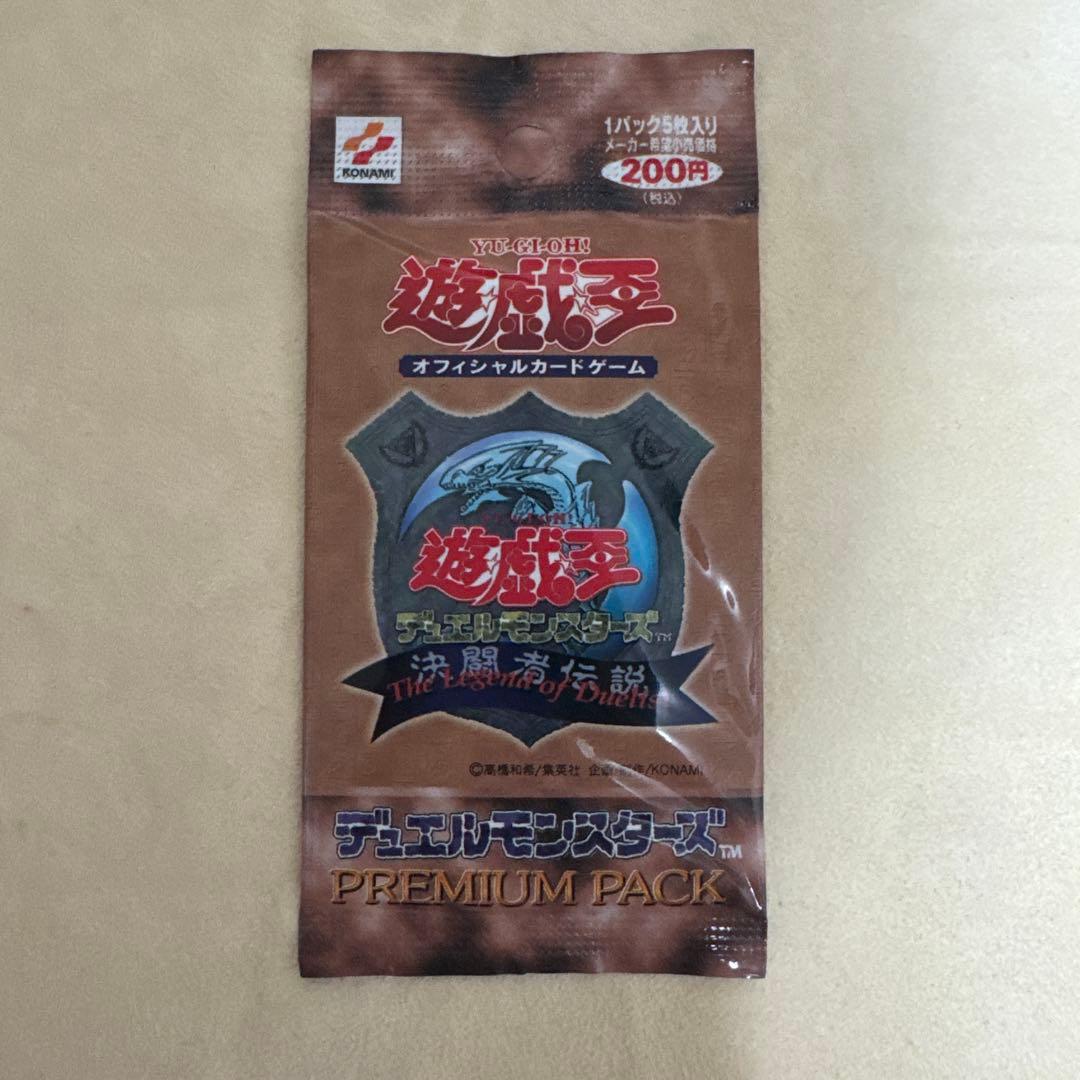 KONAMI
1パック5枚入り
メーカー希望小売価格
200円
(税込)
YU-GI-OH!
遊戯王
オフィシャルカードゲーム
YU-GI-OH!
遊戯王
デュエルモンスターズ™
決闘者伝説
The Legend of Duelist
©高橋和希/集英社 企画・制作/KONAMI
デュエルモンスターズ™
PREMIUM PACK